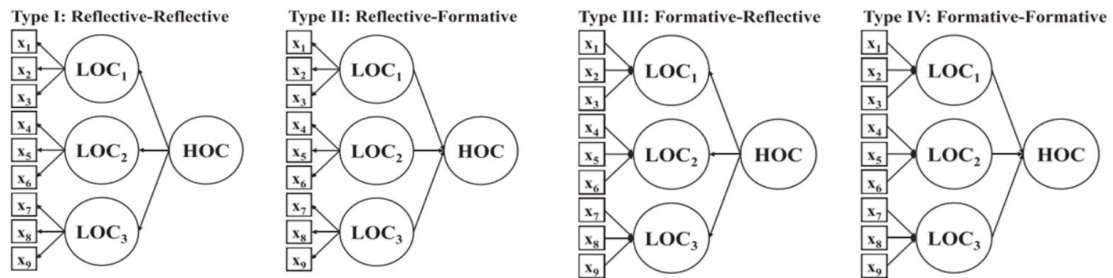 Type I: Reflective-Reflective
x1
x2
x3
x4
x5
x6
x7
x8
x9
LOC1
LOC2
LOC3
HOC
Type II: Reflective-Formative
x1
x2
x3
x4
x5
x6
x7
x8
x9
LOC1
LOC2
LOC3
HOC
Type III: Formative-Reflective
x1
x2
x3
x4
x5
x6
x7
x8
x9
LOC1
LOC2
LOC3
HOC
Type IV: Formative-Formative
x1
x2
x3
x4
x5
x6
x7
x8
x9
LOC1
LOC2
LOC3
HOC